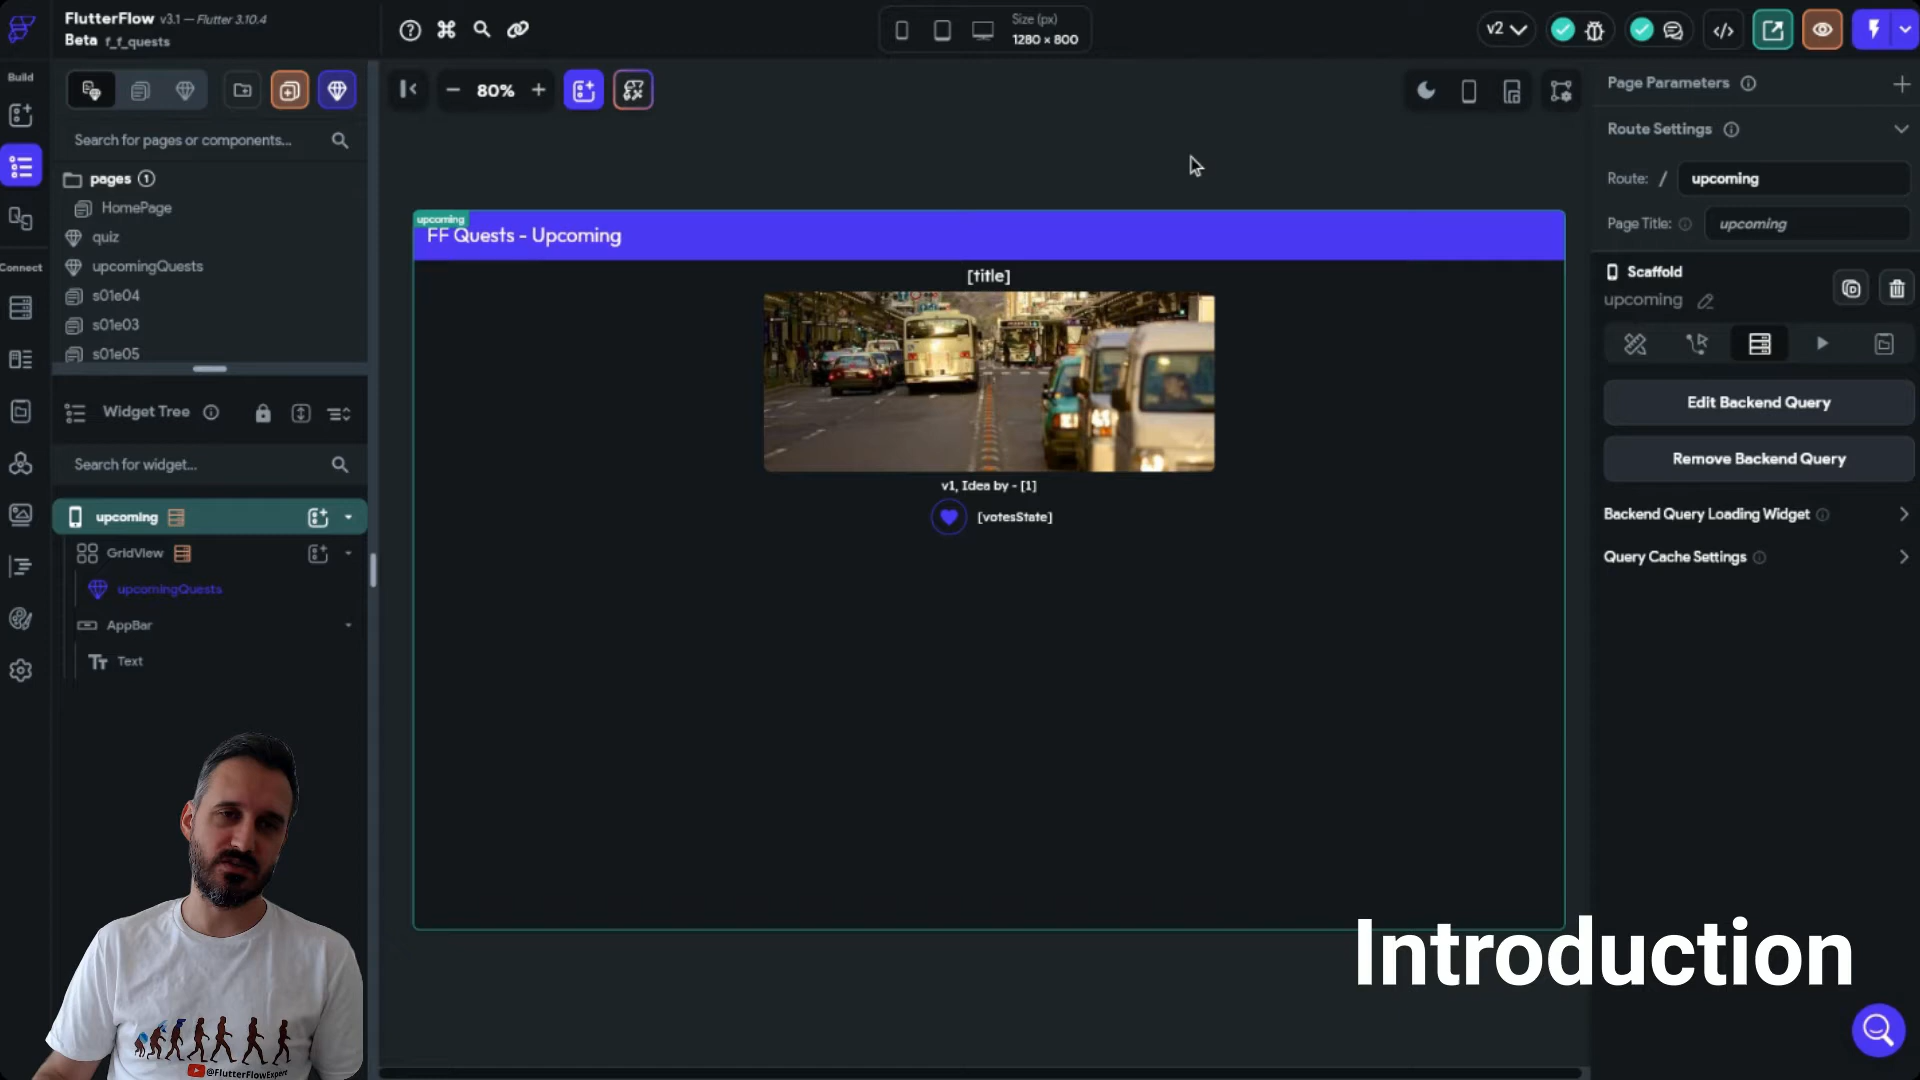 FlutterFlow v3.1 — Flutter 3.10.4
Beta f_f_quests
Size (px)
1280 × 800
v2
Build
80%
Search for pages or components...
pages 1
HomePage
quiz
upcomingQuests
s01e04
s01e03
s01e05
Connect
Widget Tree
Search for widget...
upcoming
GridView
upcomingQuests
AppBar
Text
upcoming
FF Quests - Upcoming
[title]
v1, Idea by - [1]
[votesState]
Page Parameters
Route Settings
Route: / upcoming
Page Title: upcoming
Scaffold
upcoming
Edit Backend Query
Remove Backend Query
Backend Query Loading Widget
Query Cache Settings
Introduction
@FlutterFlowExpert